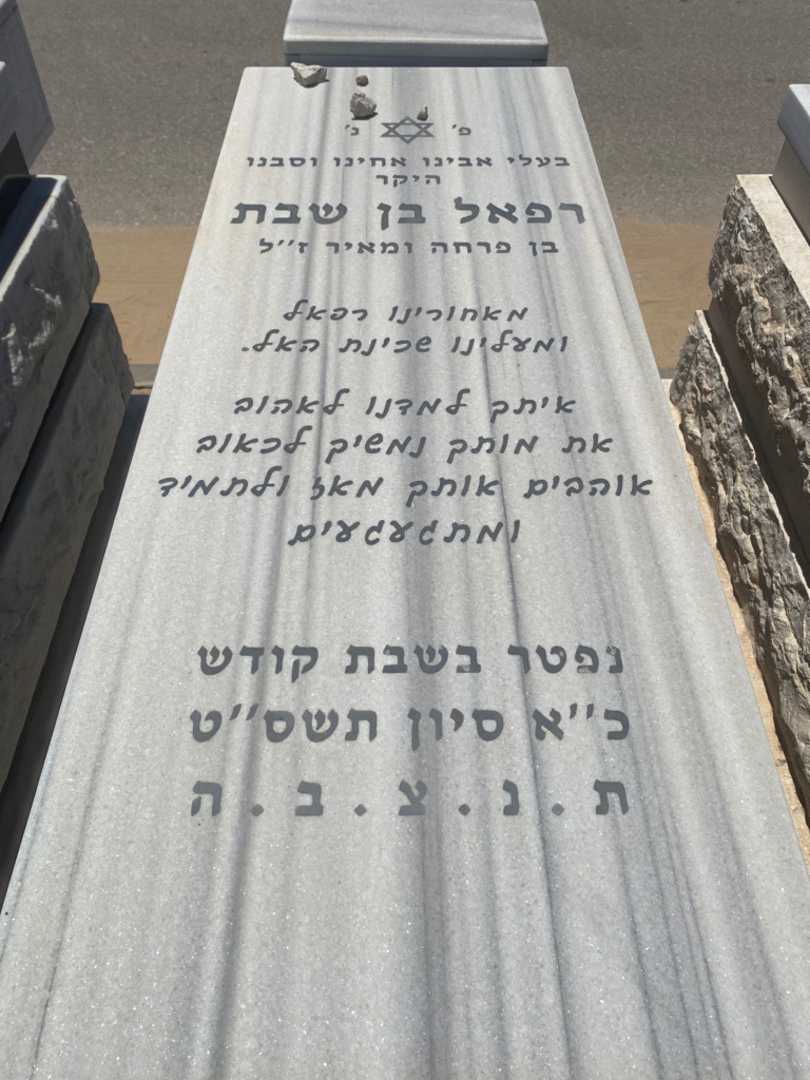 פ' נ'
בעלי אבינו אחינו וסבנו
היקר
רפאל בן שבת
בן פרחה ומאיר ז''ל
מאחורינו רפאל
ומעלינו שכינת האל.
איתך למדנו לאהוב
את מותך נמשיך לכאוב
אוהבים אותך מאז ולתמיד
ומתגעגעים
נפטר בשבת קודש
כ''א סיון תשס''ט
ת.נ.צ.ב.ה